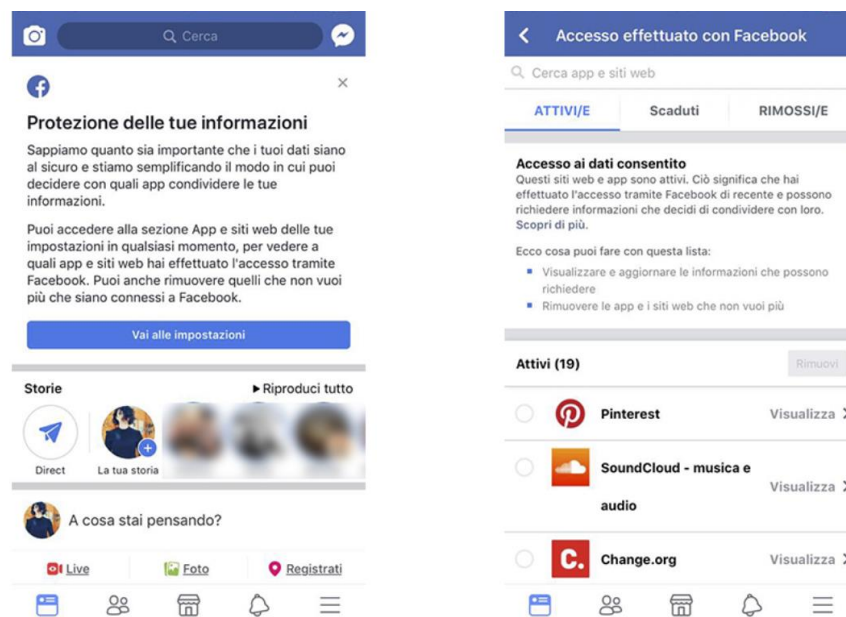 Cerca
Protezione delle tue informazioni
Sappiamo quanto sia importante che i tuoi dati siano
al sicuro e stiamo semplificando il modo in cui puoi
decidere con quali app condividere le tue
informazioni.
Puoi accedere alla sezione App e siti web delle tue
impostazioni in qualsiasi momento, per vedere a
quali app e siti web hai effettuato l'accesso tramite
Facebook. Puoi anche rimuovere quelli che non vuoi
più che siano connessi a Facebook.
Vai alle impostazioni
Storie
Riproduci tutto
Direct
La tua storia
A cosa stai pensando?
Live
Foto
Registrati
Accesso effettuato con Facebook
Cerca app e siti web
ATTIVI/E
Scaduti
RIMOSSI/E
Accesso ai dati consentito
Questi siti web e app sono attivi. Ciò significa che hai
effettuato l'accesso tramite Facebook di recente e possono
richiedere informazioni che decidi di condividere con loro.
Scopri di più.
Ecco cosa puoi fare con questa lista:
Visualizzare e aggiornare le informazioni che possono
richiedere
Rimuovere le app e i siti web che non vuoi più
Attivi (19)
Rimuovi
Pinterest
Visualizza
SoundCloud - musica e
audio
Visualizza
C.
Change.org
Visualizza